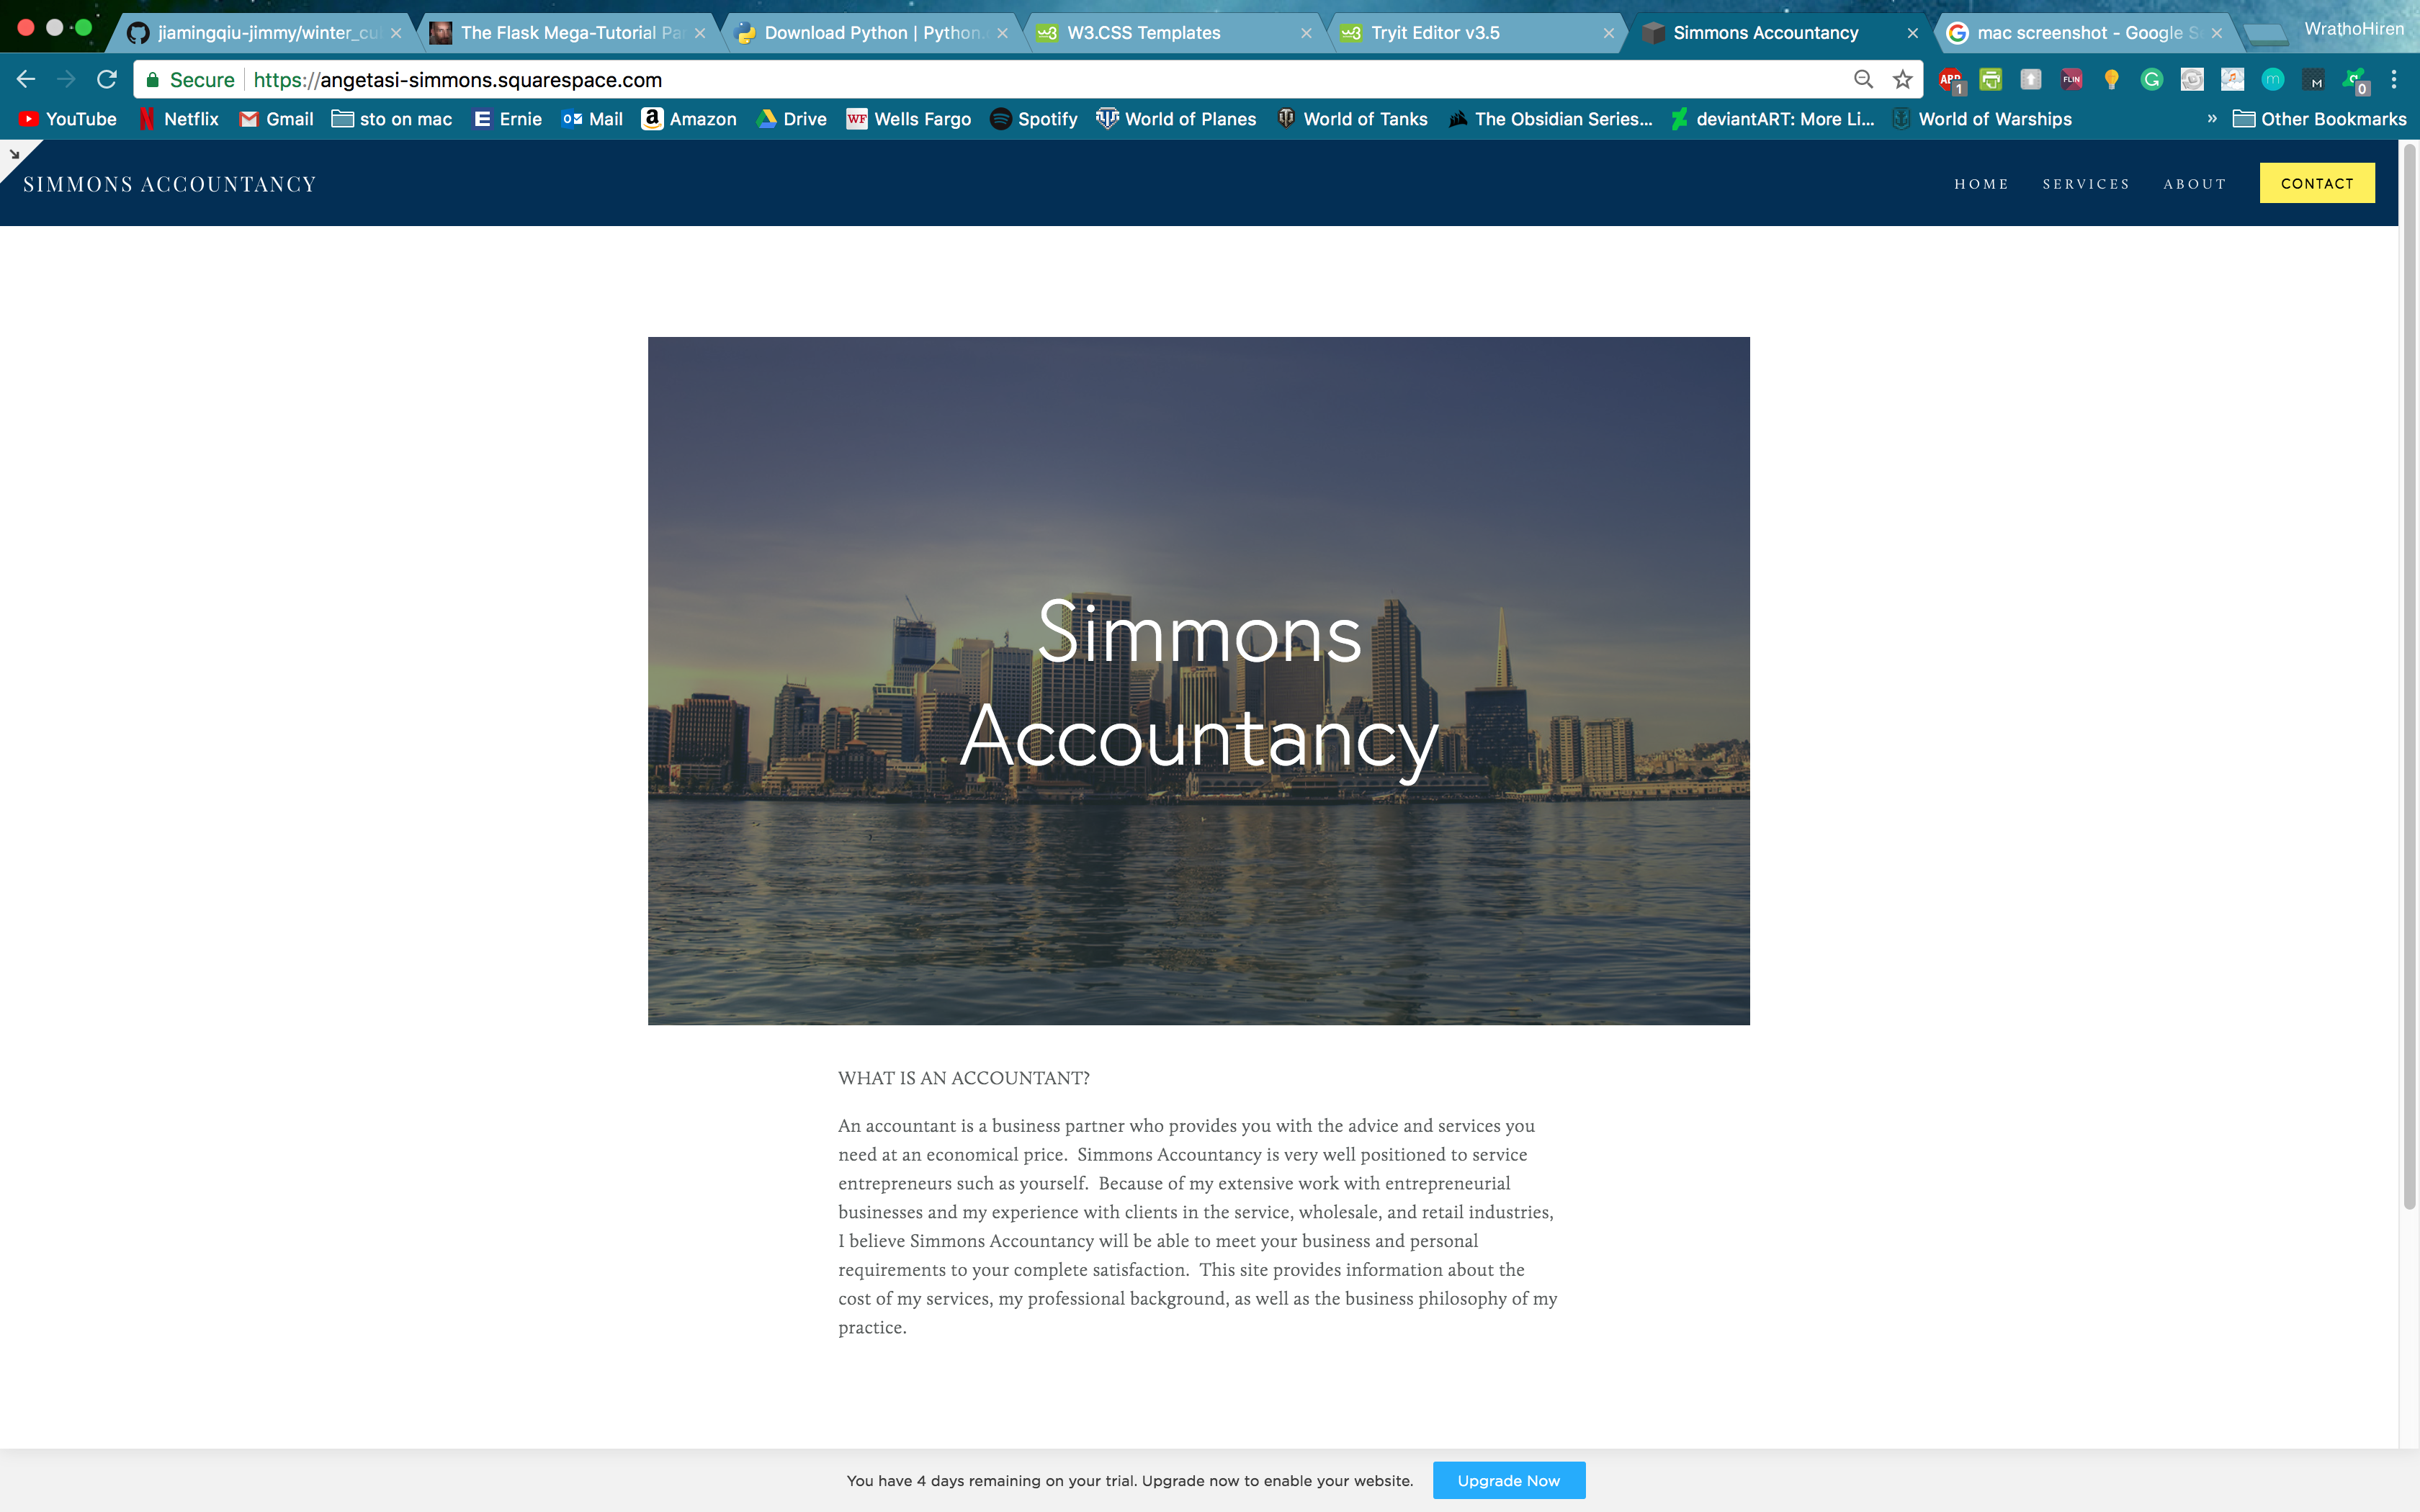 jiamingqiu-jimmy/winter_cu
The Flask Mega-Tutorial Pa
Download Python | Python.
W3.CSS Templates
Tryit Editor v3.5
Simmons Accountancy
mac screenshot - Google S
WrathoHiren
Secure
https://angetasi-simmons.squarespace.com
YouTube
Netflix
Gmail
sto on mac
Ernie
Mail
Amazon
Drive
Wells Fargo
Spotify
World of Planes
World of Tanks
The Obsidian Series...
deviantART: More Li...
World of Warships
» Other Bookmarks
SIMMONS ACCOUNTANCY
HOME
SERVICES
ABOUT
CONTACT
Simmons
Accountancy
WHAT IS AN ACCOUNTANT?
An accountant is a business partner who provides you with the advice and services you
need at an economical price.  Simmons Accountancy is very well positioned to service
entrepreneurs such as yourself.  Because of my extensive work with entrepreneurial
businesses and my experience with clients in the service, wholesale, and retail industries,
I believe Simmons Accountancy will be able to meet your business and personal
requirements to your complete satisfaction.  This site provides information about the
cost of my services, my professional background, as well as the business philosophy of my
practice.
You have 4 days remaining on your trial. Upgrade now to enable your website.
Upgrade Now